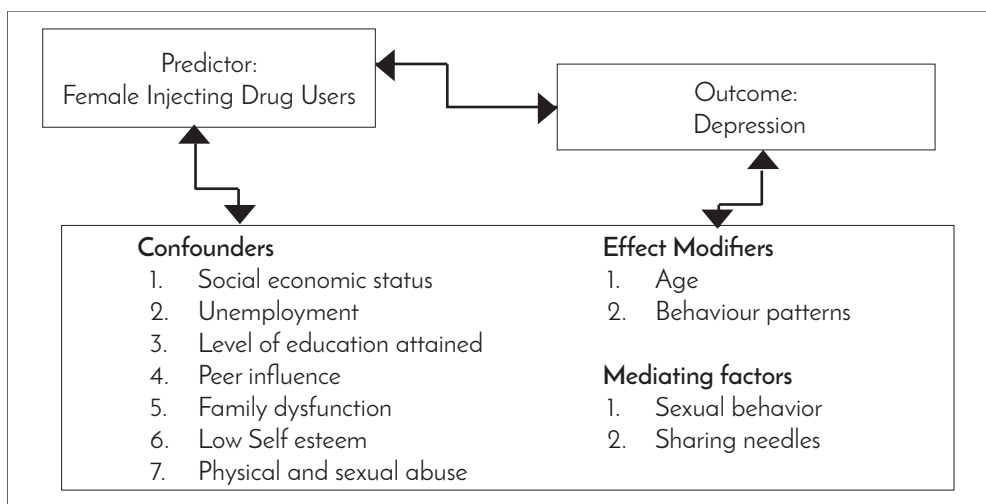 Predictor:
Female Injecting Drug Users
Outcome:
Depression
Confounders
1. Social economic status
2. Unemployment
3. Level of education attained
4. Peer influence
5. Family dysfunction
6. Low Self esteem
7. Physical and sexual abuse
Effect Modifiers
1. Age
2. Behaviour patterns
Mediating factors
1. Sexual behavior
2. Sharing needles